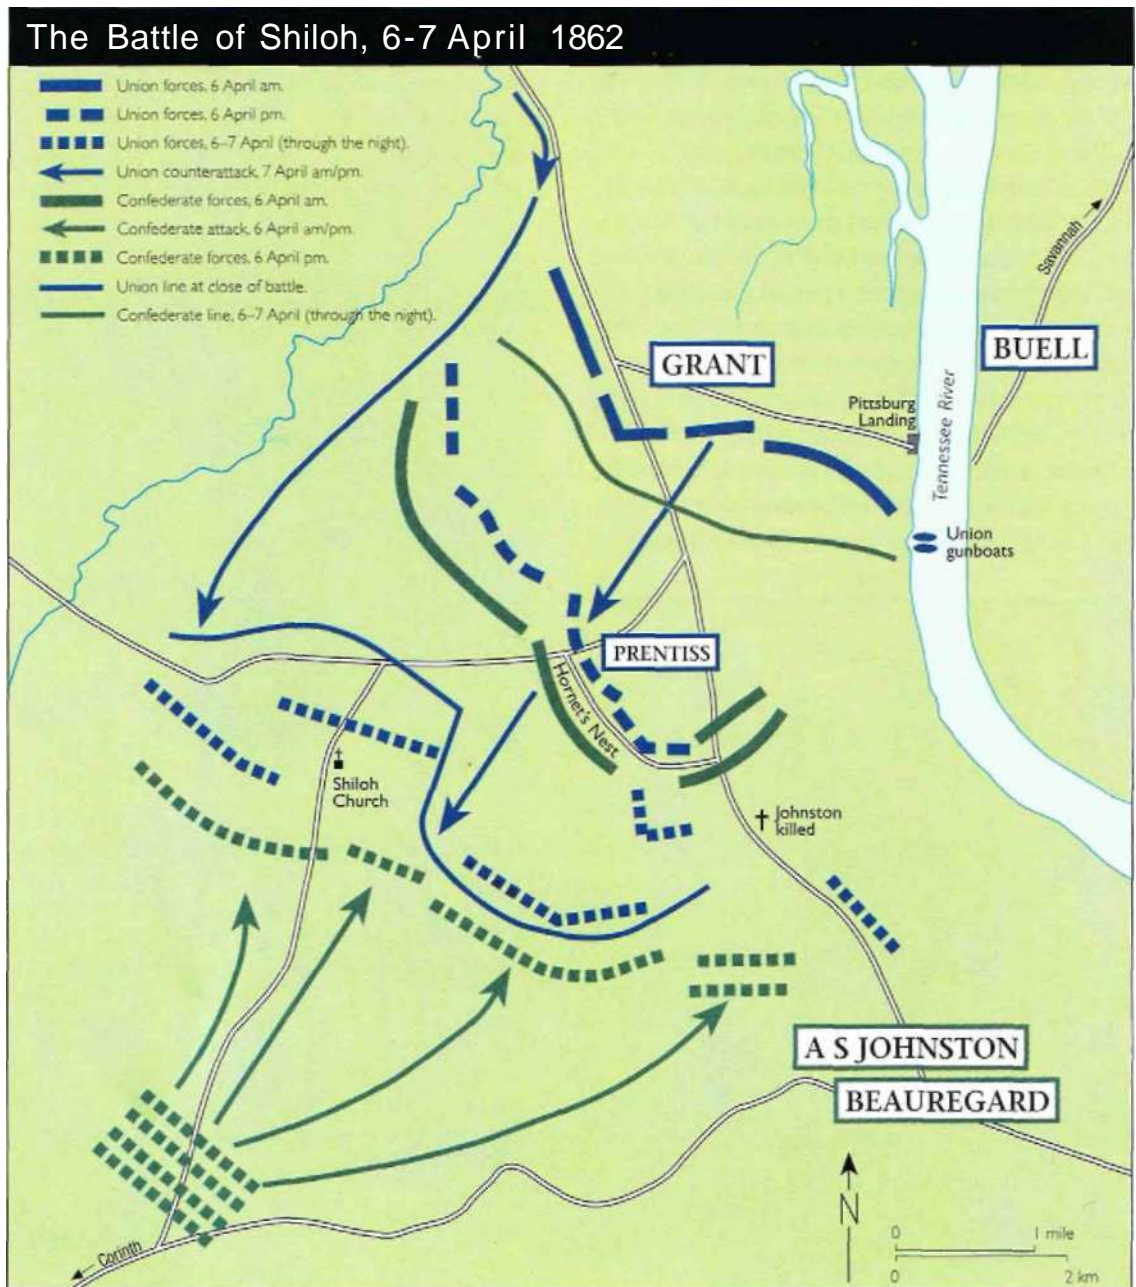 The Battle of Shiloh, 6-7 April 1862
Union forces, 6 April am.
Union forces, 6 April pm.
Union forces, 6–7 April (through the night).
Union counterattack, 7 April am/pm.
Confederate forces, 6 April am.
Confederate attack, 6 April am/pm.
Confederate forces, 6 April pm.
Union line at close of battle.
Confederate line, 6–7 April (through the night).
Savannah
BUELL
GRANT
Pittsburg
Landing
Tennessee River
Union
gunboats
PRENTISS
Hornet's Nest
Shiloh
Church
Johnston
killed
A S JOHNSTON
BEAUREGARD
N
0 1 mile
0 2 km
Corinth